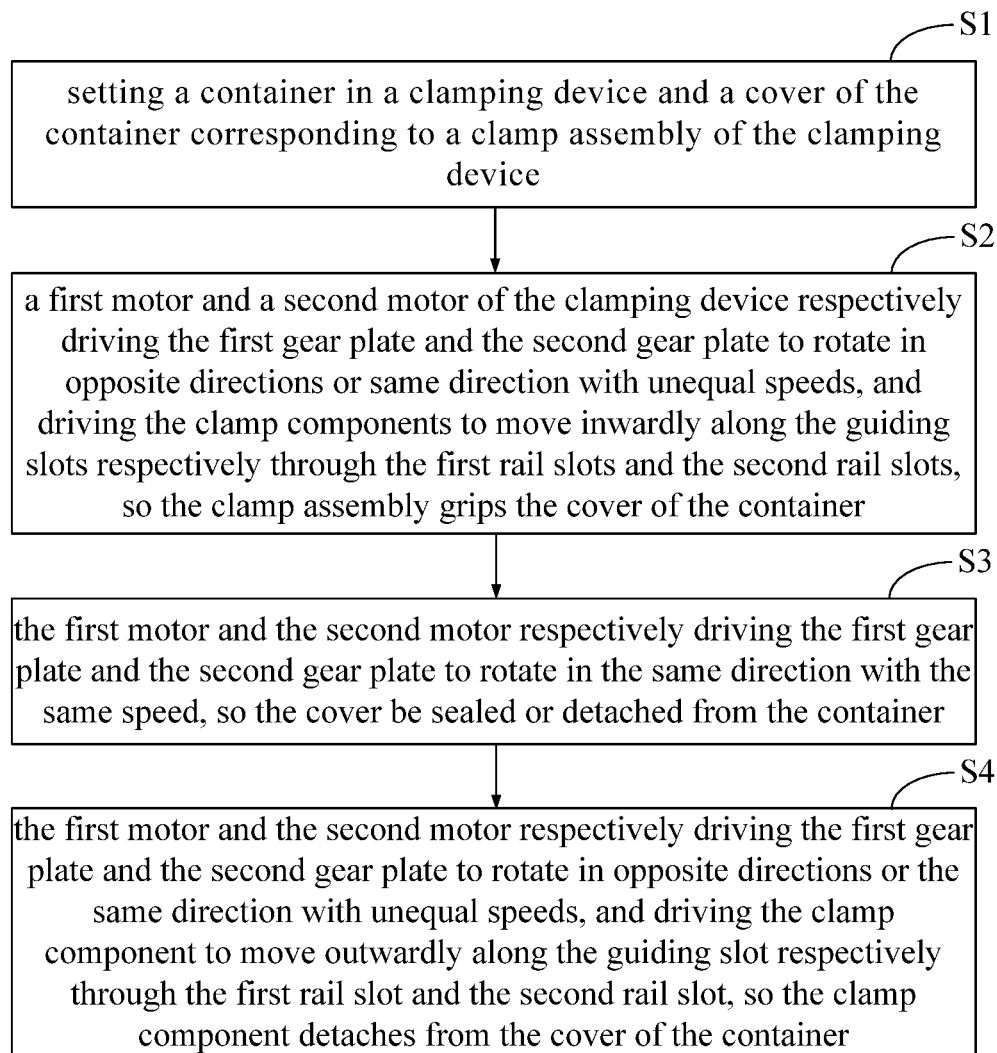 S1
setting a container in a clamping device and a cover of the
container corresponding to a clamp assembly of the clamping
device
S2
a first motor and a second motor of the clamping device respectively
driving the first gear plate and the second gear plate to rotate in
opposite directions or same direction with unequal speeds, and
driving the clamp components to move inwardly along the guiding
slots respectively through the first rail slots and the second rail slots,
so the clamp assembly grips the cover of the container
S3
the first motor and the second motor respectively driving the first gear
plate and the second gear plate to rotate in the same direction with the
same speed, so the cover be sealed or detached from the container
S4
the first motor and the second motor respectively driving the first gear
plate and the second gear plate to rotate in opposite directions or the
same direction with unequal speeds, and driving the clamp
component to move outwardly along the guiding slot respectively
through the first rail slot and the second rail slot, so the clamp
component detaches from the cover of the container